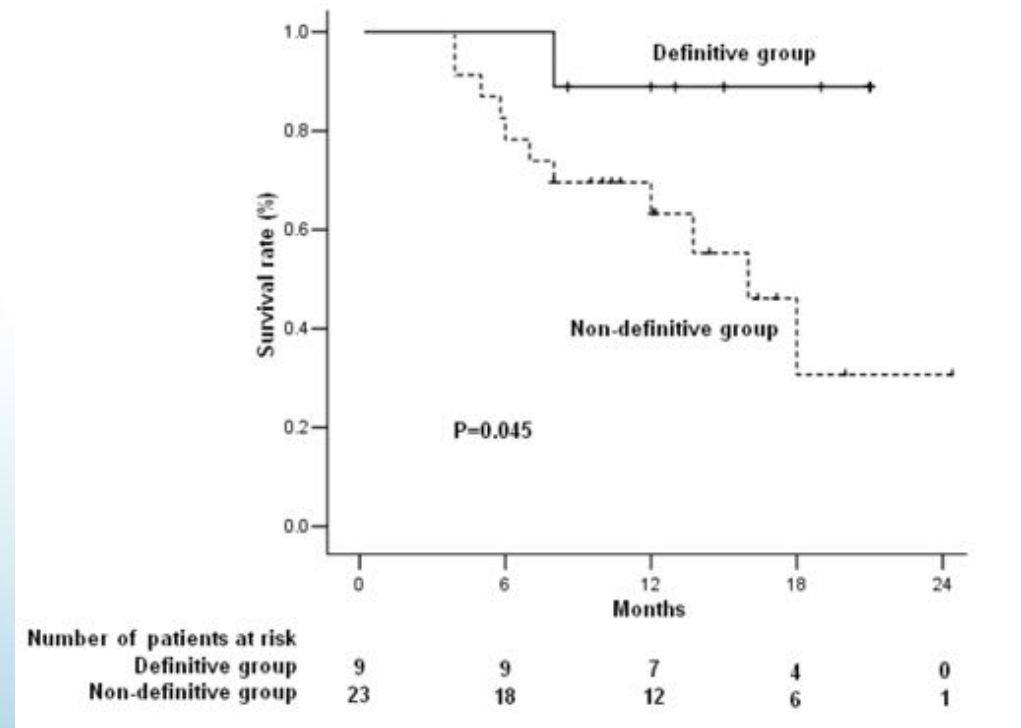 1.0
Definitive group
0.8
0.6
Survival rate (%)
0.4
Non-definitive group
0.2
P=0.045
0.0
0 6 12 18 24
Months
Number of patients at risk
Definitive group 9 9 7 4 0
Non-definitive group 23 18 12 6 1